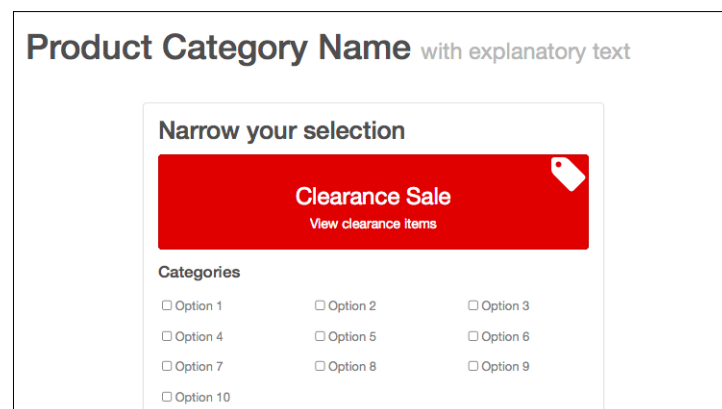 Product Category Name with explanatory text
Narrow your selection
Clearance Sale
View clearance items
Categories
Option 1 Option 2 Option 3
Option 4 Option 5 Option 6
Option 7 Option 8 Option 9
Option 10